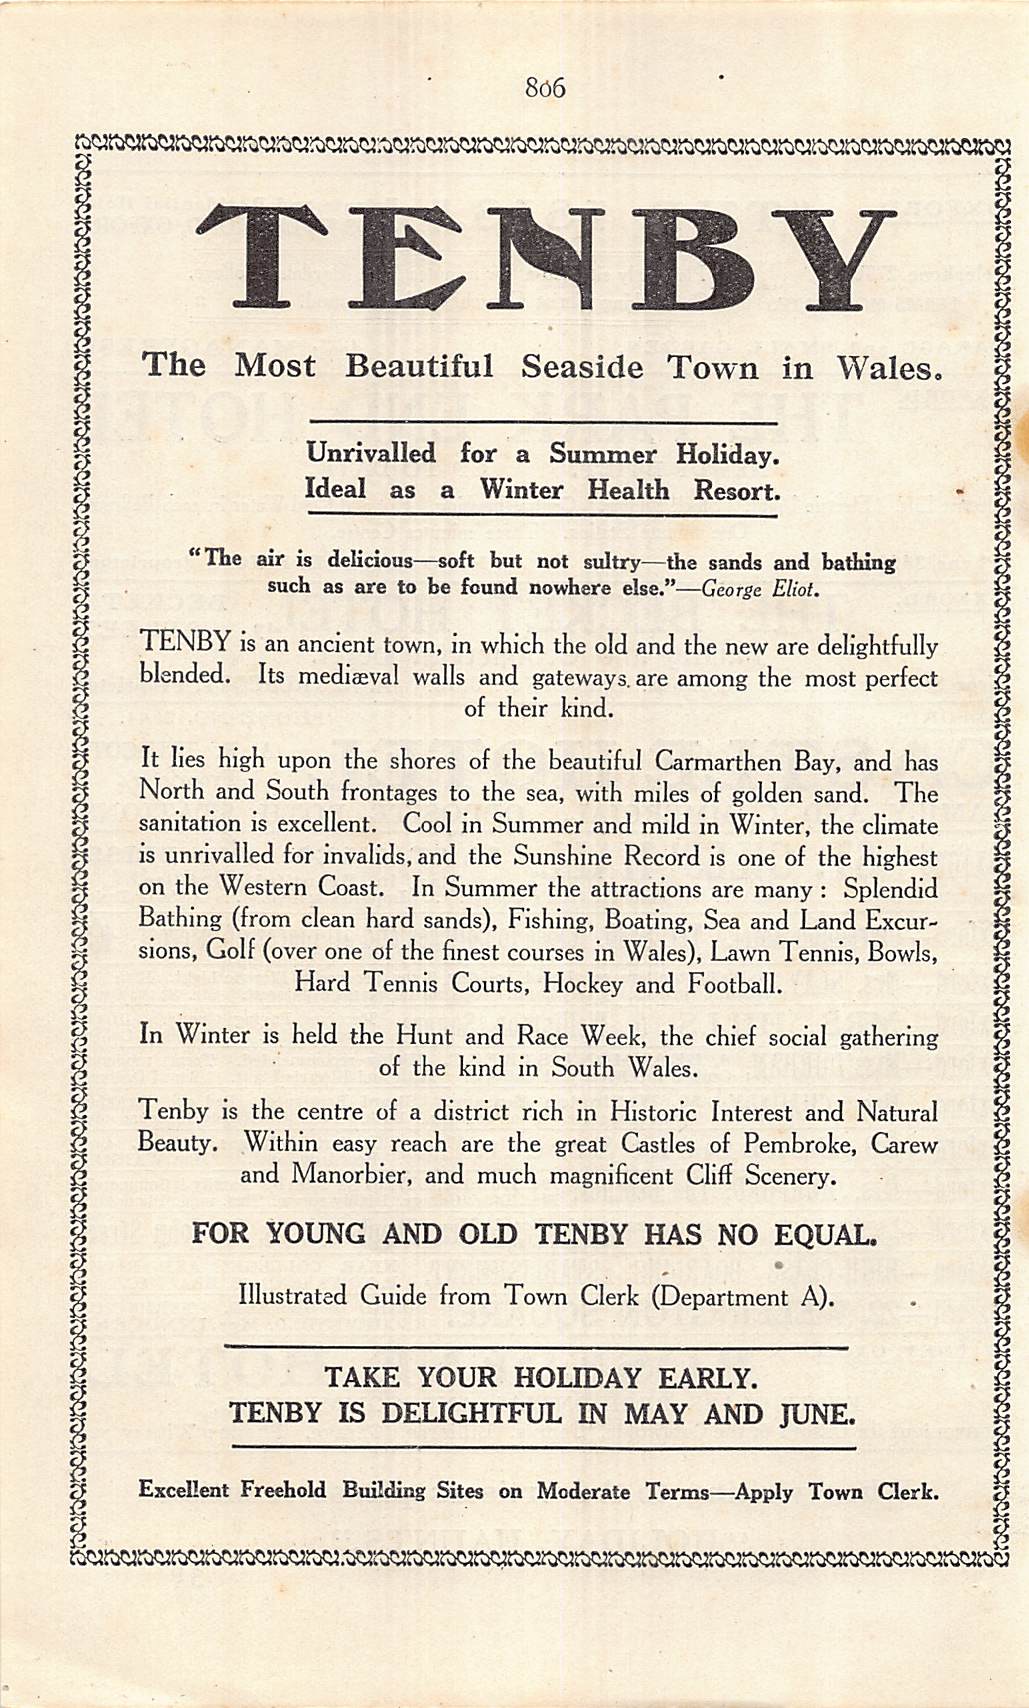 806
TENBY
The Most Beautiful Seaside Town in Wales.
Unrivalled for a Summer Holiday.
Ideal as a Winter Health Resort.
"The air is delicious—soft but not sultry—the sands and bathing
such as are to be found nowhere else."—George Eliot.
TENBY is an ancient town, in which the old and the new are delightfully
blended. Its mediæval walls and gateways are among the most perfect
of their kind.
It lies high upon the shores of the beautiful Carmarthen Bay, and has
North and South frontages to the sea, with miles of golden sand. The
sanitation is excellent. Cool in Summer and mild in Winter, the climate
is unrivalled for invalids, and the Sunshine Record is one of the highest
on the Western Coast. In Summer the attractions are many : Splendid
Bathing (from clean hard sands), Fishing, Boating, Sea and Land Excur-
sions, Golf (over one of the finest courses in Wales), Lawn Tennis, Bowls,
Hard Tennis Courts, Hockey and Football.
In Winter is held the Hunt and Race Week, the chief social gathering
of the kind in South Wales.
Tenby is the centre of a district rich in Historic Interest and Natural
Beauty. Within easy reach are the great Castles of Pembroke, Carew
and Manorbier, and much magnificent Cliff Scenery.
FOR YOUNG AND OLD TENBY HAS NO EQUAL.
Illustrated Guide from Town Clerk (Department A).
TAKE YOUR HOLIDAY EARLY.
TENBY IS DELIGHTFUL IN MAY AND JUNE.
Excellent Freehold Building Sites on Moderate Terms—Apply Town Clerk.